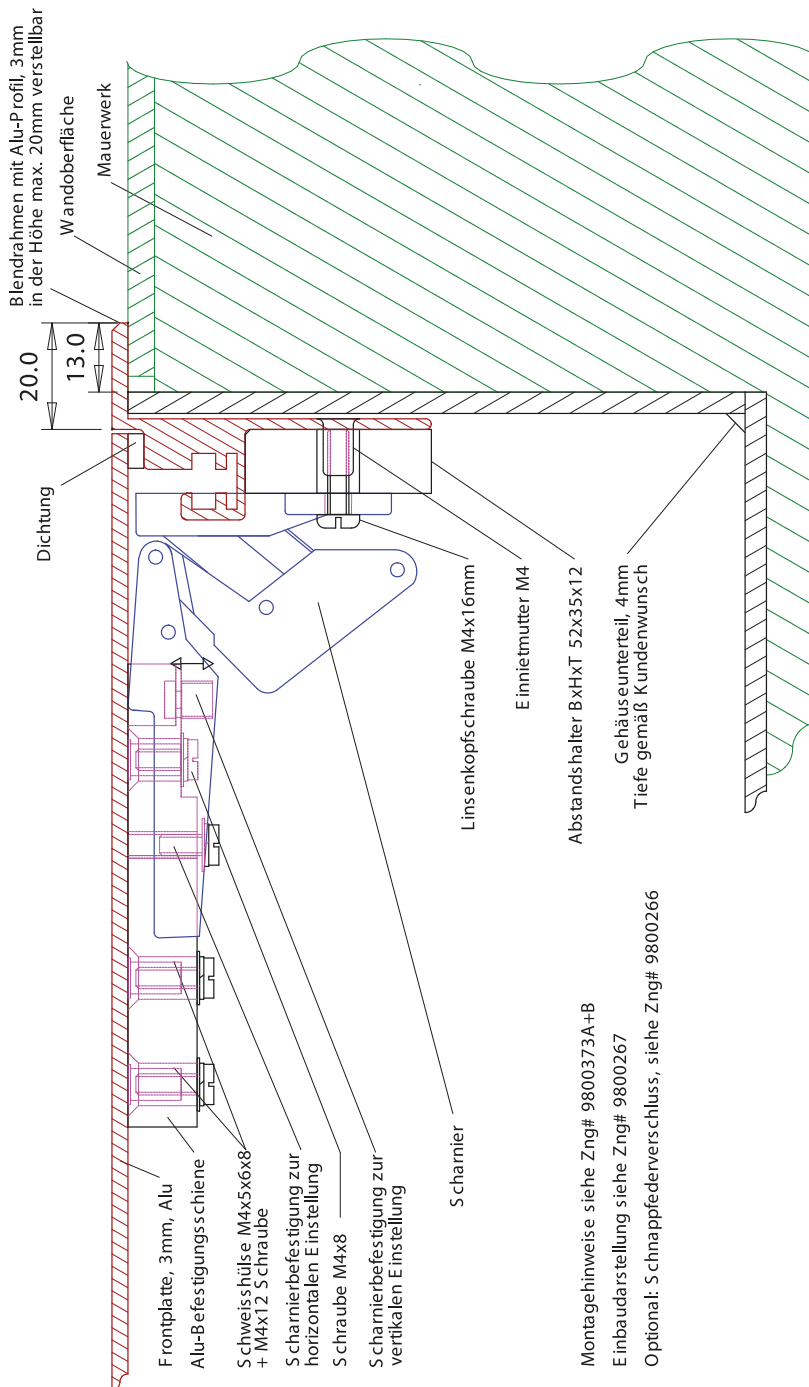 Blendrahmen mit Alu-Profil, 3mm
in der Höhe max. 20mm verstellbar
Wandoberfläche
Mauerwerk
20.0
13.0
Dichtung
Linsenkopfschraube M4x16mm
Einnietmutter M4
Abstandshalter BxHxT 52x35x12
Gehäuseunterteil, 4mm
Tiefe gemäß Kundenwunsch
Frontplatte, 3mm, Alu
Alu-Befestigungsschiene
Schweisshülse M4x5x6x8
+ M4x12 Schraube
Scharnierbefestigung zur
horizontalen Einstellung
Schraube M4x8
Scharnierbefestigung zur
vertikalen Einstellung
Scharnier
Montagehinweise siehe Zng# 9800373A+B
Einbaudarstellung siehe Zng# 9800267
Optional: Schnappfederverschluss, siehe Zng# 9800266